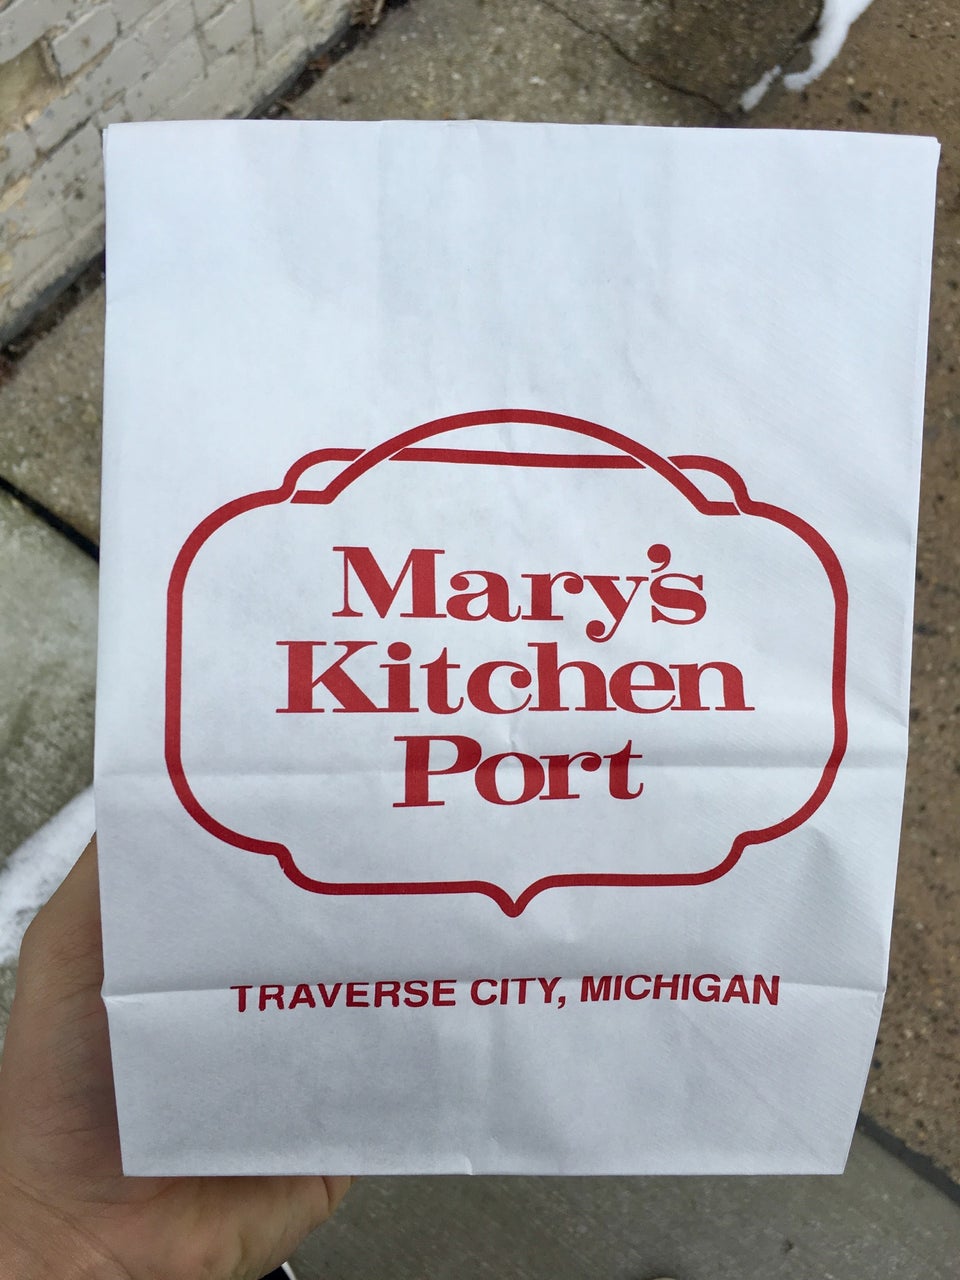 Mary's
Kitchen
Port
TRAVERSE CITY, MICHIGAN